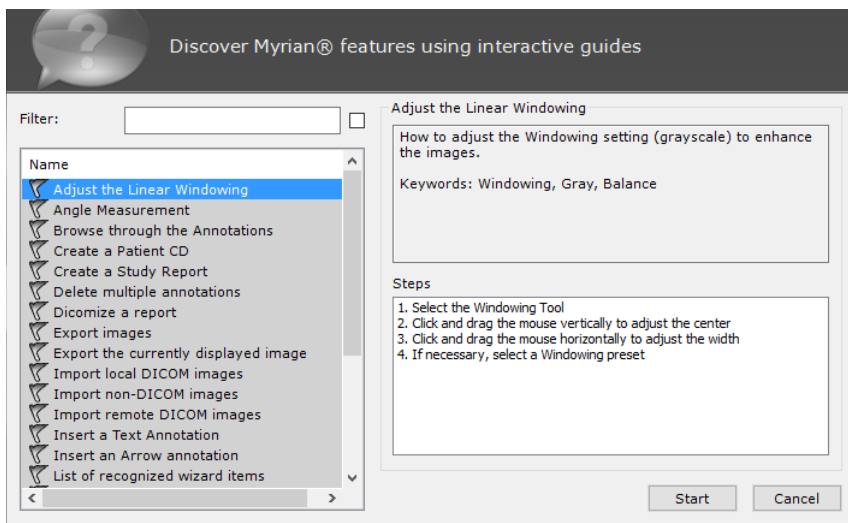 Discover Myrian® features using interactive guides
Filter:
Name
Adjust the Linear Windowing
Angle Measurement
Browse through the Annotations
Create a Patient CD
Create a Study Report
Delete multiple annotations
Dicomize a report
Export images
Export the currently displayed image
Import local DICOM images
Import non-DICOM images
Import remote DICOM images
Insert a Text Annotation
Insert an Arrow annotation
List of recognized wizard items
Adjust the Linear Windowing
How to adjust the Windowing setting (grayscale) to enhance
the images.
Keywords: Windowing, Gray, Balance
Steps
1. Select the Windowing Tool
2. Click and drag the mouse vertically to adjust the center
3. Click and drag the mouse horizontally to adjust the width
4. If necessary, select a Windowing preset
Start
Cancel